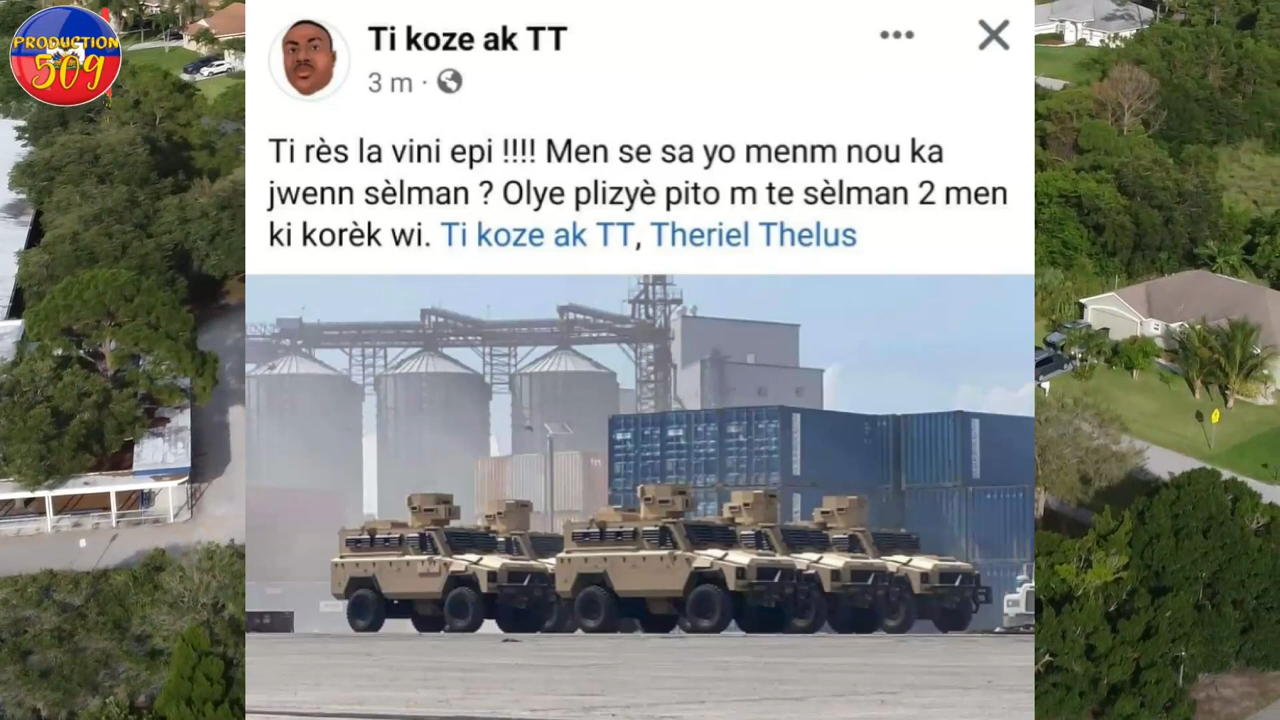 PRODUCTION
509
Ti koze ak TT
3 m ·
Ti rès la vini epi !!!! Men se sa yo menm nou ka
jwenn sèlman ? Olye plizyè pito m te sèlman 2 men
ki korèk wi. Ti koze ak TT, Theriel Thelus